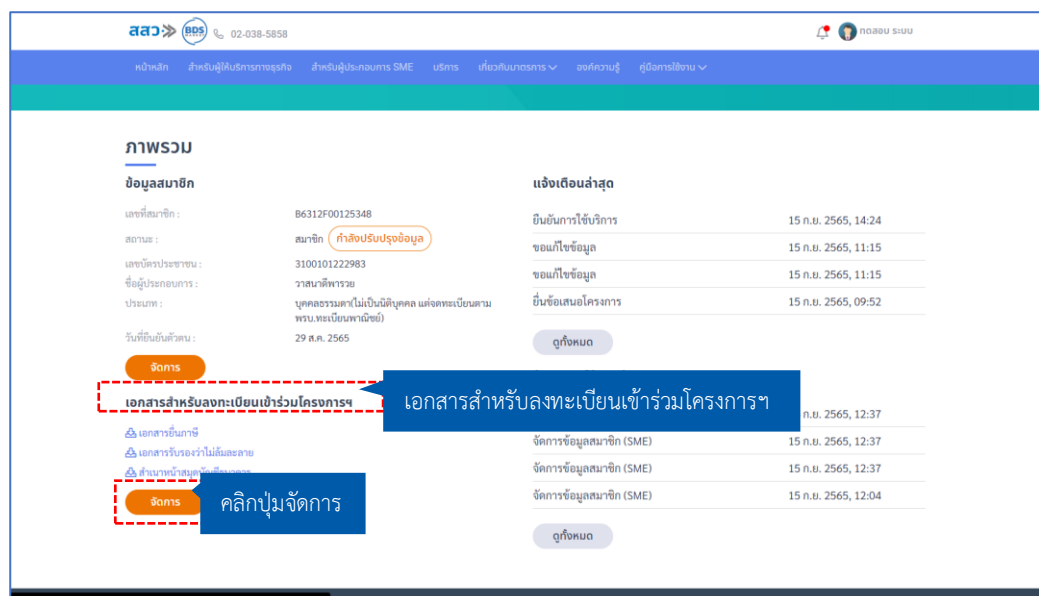 สสว BDS 02-038-5858
ทดสอบ ระบบ
หน้าหลัก สำหรับผู้ให้บริการทางธุรกิจ สำหรับผู้ประกอบการ SME บริการ เกี่ยวกับมาตรการ องค์ความรู้ คู่มือการใช้งาน
ภาพรวม
ข้อมูลสมาชิก
เลขที่สมาชิก : B6312F00125348
สถานะ : สมาชิก กำลังปรับปรุงข้อมูล
เลขบัตรประชาชน : 3100101222983
ชื่อผู้ประกอบการ : วาสนาดีพารวย
ประเภท : บุคคลธรรมดา(ไม่เป็นนิติบุคคล แต่จดทะเบียนตาม
พรบ.ทะเบียนพาณิชย์)
วันที่ยืนยันตัวตน : 29 ส.ค. 2565
จัดการ
เอกสารสำหรับลงทะเบียนเข้าร่วมโครงการฯ
เอกสารยื่นภาษี
เอกสารรับรองว่าไม่ล้มละลาย
สำเนาหน้าสมุดบัญชีธนาคาร
จัดการ
คลิกปุ่มจัดการ
แจ้งเตือนล่าสุด
ยืนยันการใช้บริการ 15 ก.ย. 2565, 14:24
ขอแก้ไขข้อมูล 15 ก.ย. 2565, 11:15
ขอแก้ไขข้อมูล 15 ก.ย. 2565, 11:15
ยื่นข้อเสนอโครงการ 15 ก.ย. 2565, 09:52
ดูทั้งหมด
เอกสารสำหรับลงทะเบียนเข้าร่วมโครงการฯ
ก.ย. 2565, 12:37
จัดการข้อมูลสมาชิก (SME) 15 ก.ย. 2565, 12:37
จัดการข้อมูลสมาชิก (SME) 15 ก.ย. 2565, 12:37
จัดการข้อมูลสมาชิก (SME) 15 ก.ย. 2565, 12:04
ดูทั้งหมด